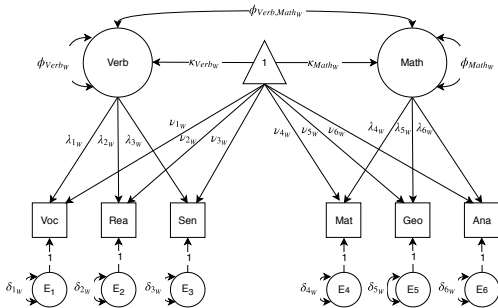 ϕVerb,MathW
ϕVerbW Verb κVerbW 1 κMathW Math ϕMathW
λ1W λ2W λ3W ν1W ν2W ν3W ν4W ν5W ν6W λ4W λ5W λ6W
Voc Rea Sen Mat Geo Ana
1 1 1 1 1 1
δ1W E1 δ2W E2 δ3W E3 δ4W E4 δ5W E5 δ6W E6